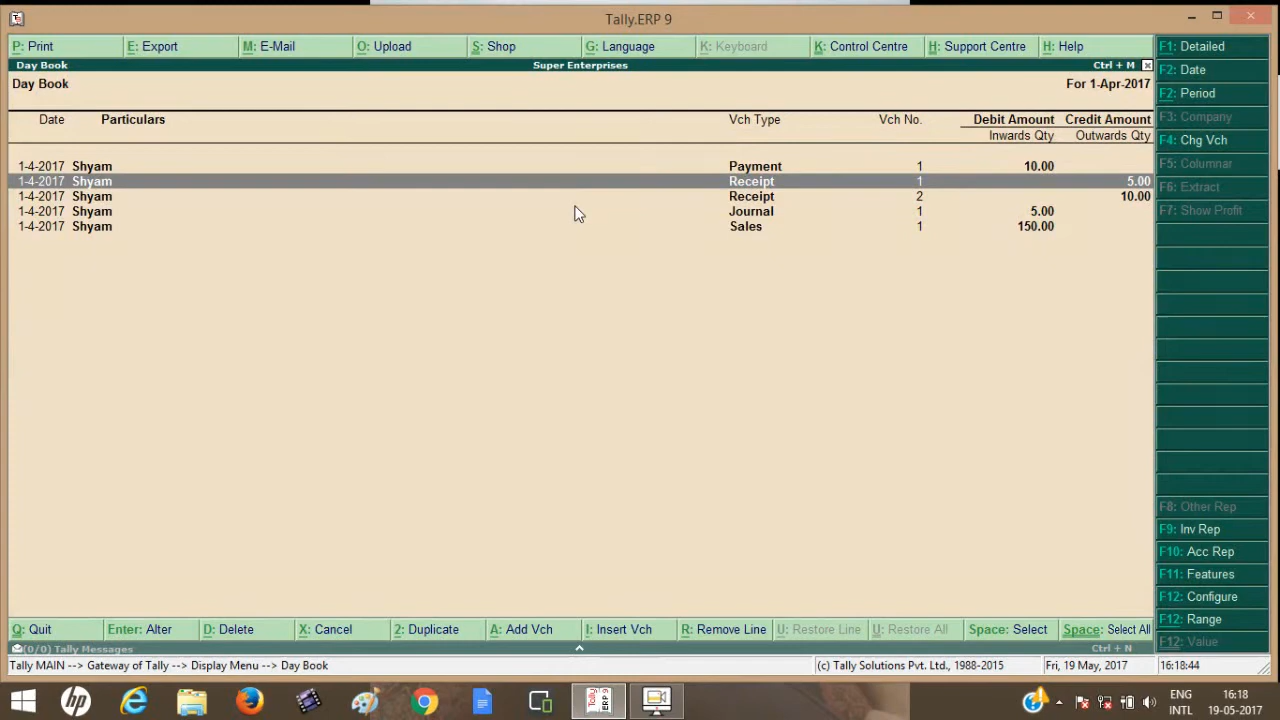 Tally.ERP 9
P: Print E: Export M: E-Mail O: Upload S: Shop G: Language K: Keyboard K: Control Centre H: Support Centre H: Help
Day Book Super Enterprises Ctrl + M
Day Book For 1-Apr-2017
Date Particulars Vch Type Vch No. Debit Amount Credit Amount
Inwards Qty Outwards Qty
1-4-2017 Shyam Payment 1 10.00
1-4-2017 Shyam Receipt 1 5.00
1-4-2017 Shyam Receipt 2 10.00
1-4-2017 Shyam Journal 1 5.00
1-4-2017 Shyam Sales 1 150.00
F1: Detailed
F2: Date
F2: Period
F3: Company
F4: Chg Vch
F5: Columnar
F6: Extract
F7: Show Profit
F8: Other Rep
F9: Inv Rep
F10: Acc Rep
F11: Features
F12: Configure
F12: Range
F12: Value
Q: Quit Enter: Alter D: Delete X: Cancel 2: Duplicate A: Add Vch I: Insert Vch R: Remove Line U: Restore Line U: Restore All Space: Select Space: Select All
(0/0) Tally Messages Ctrl + N
Tally MAIN --> Gateway of Tally --> Display Menu --> Day Book (c) Tally Solutions Pvt. Ltd., 1988-2015 Fri, 19 May, 2017 16:18:44
hp Tally ERP 9 ENG 16:18
INTL 19-05-2017